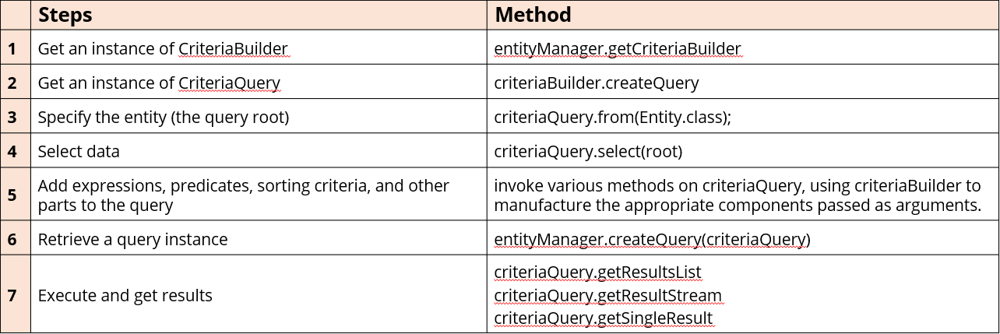 Steps Method
1 Get an instance of CriteriaBuilder entityManager.getCriteriaBuilder
2 Get an instance of CriteriaQuery criteriaBuilder.createQuery
3 Specify the entity (the query root) criteriaQuery.from(Entity.class);
4 Select data criteriaQuery.select(root)
5 Add expressions, predicates, sorting criteria, and other invoke various methods on criteriaQuery, using criteriaBuilder to
parts to the query manufacture the appropriate components passed as arguments.
6 Retrieve a query instance entityManager.createQuery(criteriaQuery)
criteriaQuery.getResultsList
7 Execute and get results criteriaQuery.getResultStream
criteriaQuery.getSingleResult